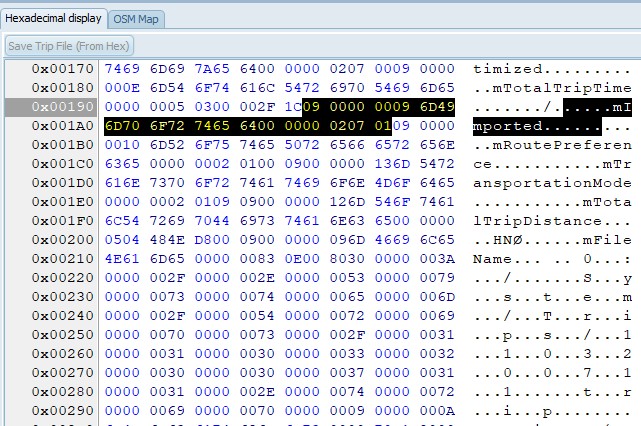 Hexadecimal display OSM Map
Save Trip File (From Hex)
0x00170 7469 6D69 7A65 6400 0000 0207 0009 0000 timized.........
0x00180 000E 6D54 6F74 616C 5472 6970 5469 6D65 ..mTotalTripTime
0x00190 0000 0005 0300 002F 1C09 0000 0009 6D49 ......./......mI
0x001A0 6D70 6F72 7465 6400 0000 0207 0109 0000 mported.........
0x001B0 0010 6D52 6F75 7465 5072 6566 6572 656E ..mRoutePreferen
0x001C0 6365 0000 0002 0100 0900 0000 136D 5472 ce...........mTr
0x001D0 616E 7370 6F72 7461 7469 6F6E 4D6F 6465 ansportationMode
0x001E0 0000 0002 0109 0900 0000 126D 546F 7461 ...........mTota
0x001F0 6C54 7269 7044 6973 7461 6E63 6500 0000 lTripDistance...
0x00200 0504 484E D800 0900 0000 096D 4669 6C65 ..HNØ......mFile
0x00210 4E61 6D65 0000 0083 0E00 8030 0000 003A Name... ...0...:
0x00220 0000 002F 0000 002E 0000 0053 0000 0079 .../.......S...y
0x00230 0000 0073 0000 0074 0000 0065 0000 006D ...s...t...e...m
0x00240 0000 002F 0000 0054 0000 0072 0000 0069 .../...T...r...i
0x00250 0000 0070 0000 0073 0000 002F 0000 0031 ...p...s.../...1
0x00260 0000 0031 0000 0030 0000 0033 0000 0032 ...1...0...3...2
0x00270 0000 0030 0000 0030 0000 0037 0000 0031 ...0...0...7...1
0x00280 0000 0031 0000 002E 0000 0074 0000 0072 ...1.......t...r
0x00290 0000 0069 0000 0070 0000 0009 0000 000A ...i...p........